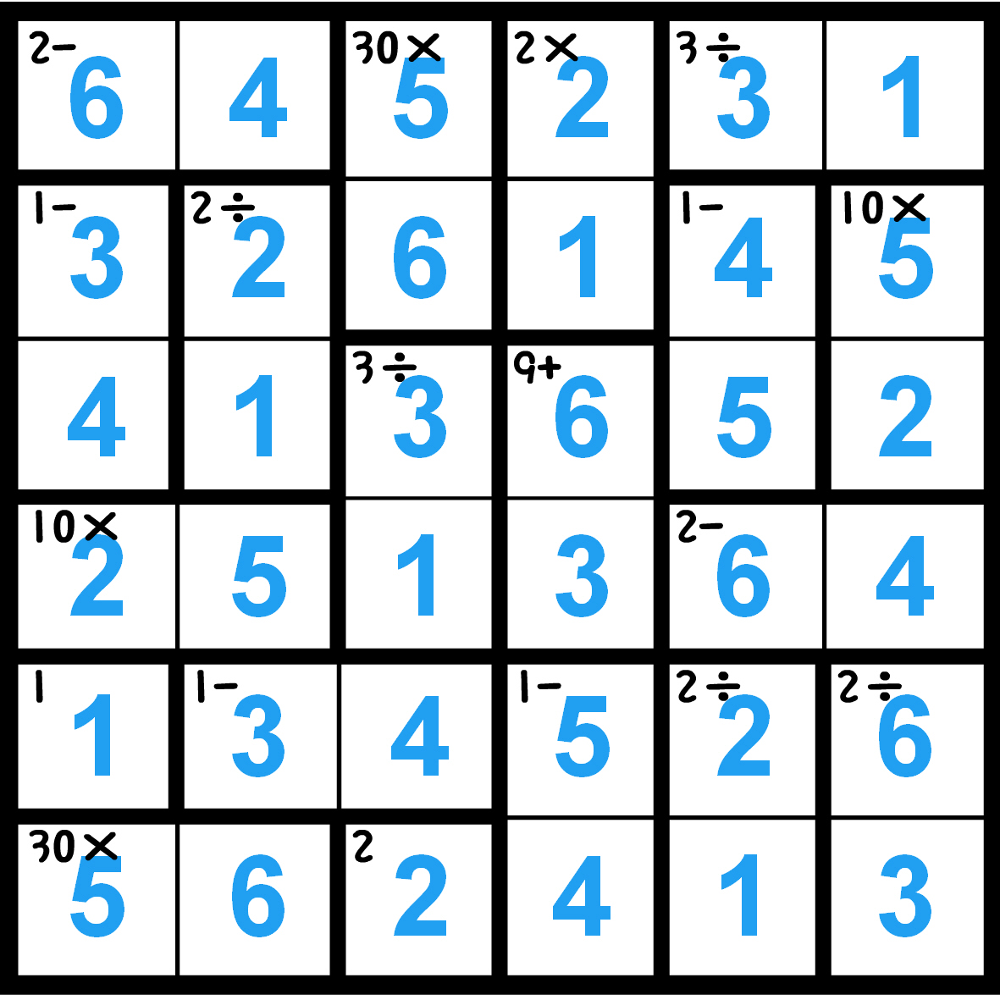 2− 30× 2× 3÷
6 4 5 2 3 1
1− 2÷ 1− 10×
3 2 6 1 4 5
3÷ 9+
4 1 3 6 5 2
10× 2−
2 5 1 3 6 4
1 1− 1− 2÷ 2÷
1 3 4 5 2 6
30× 2
5 6 2 4 1 3